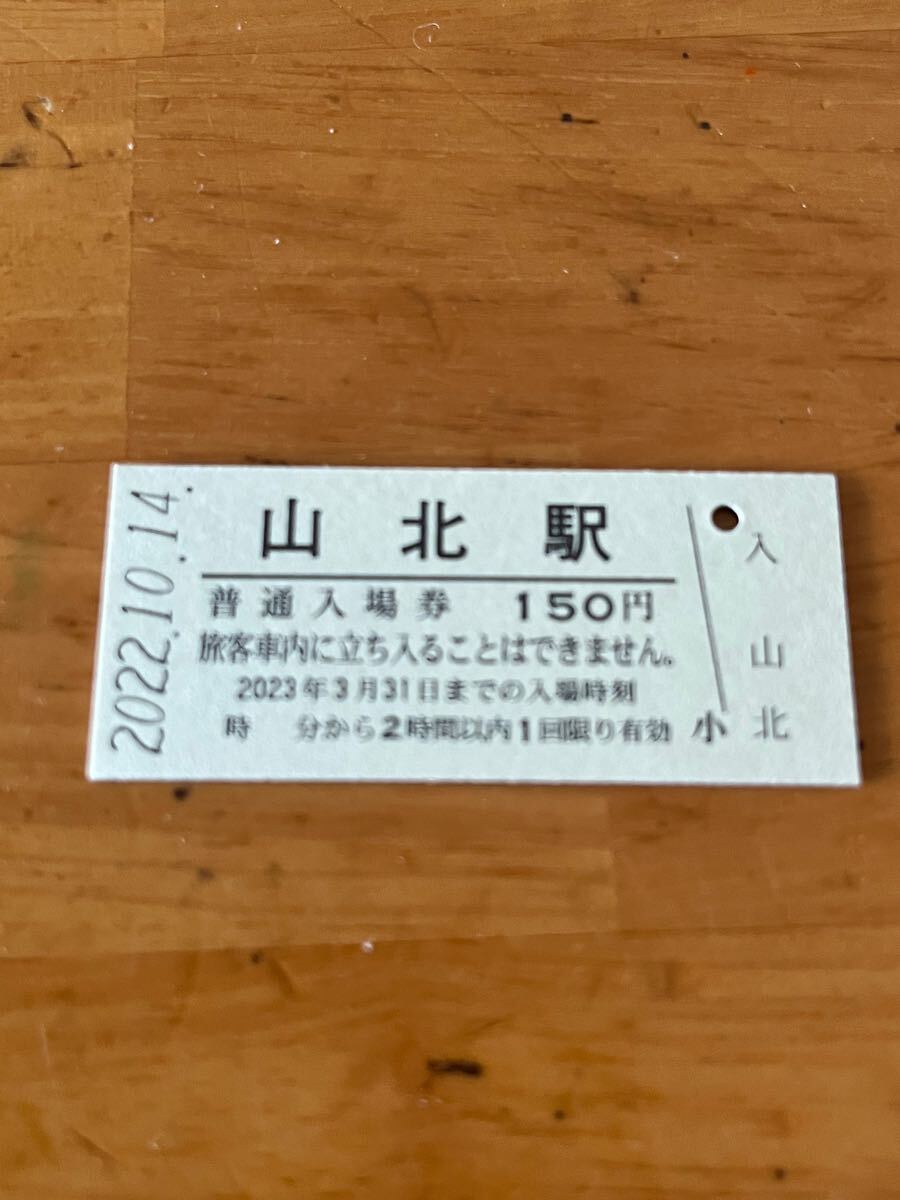 2022.10.14.
山北駅
普通入場券 150円
旅客車内に立ち入ることはできません。
2023年3月31日までの入場時刻
時 分から2時間以内1回限り有効
小
入
山
北